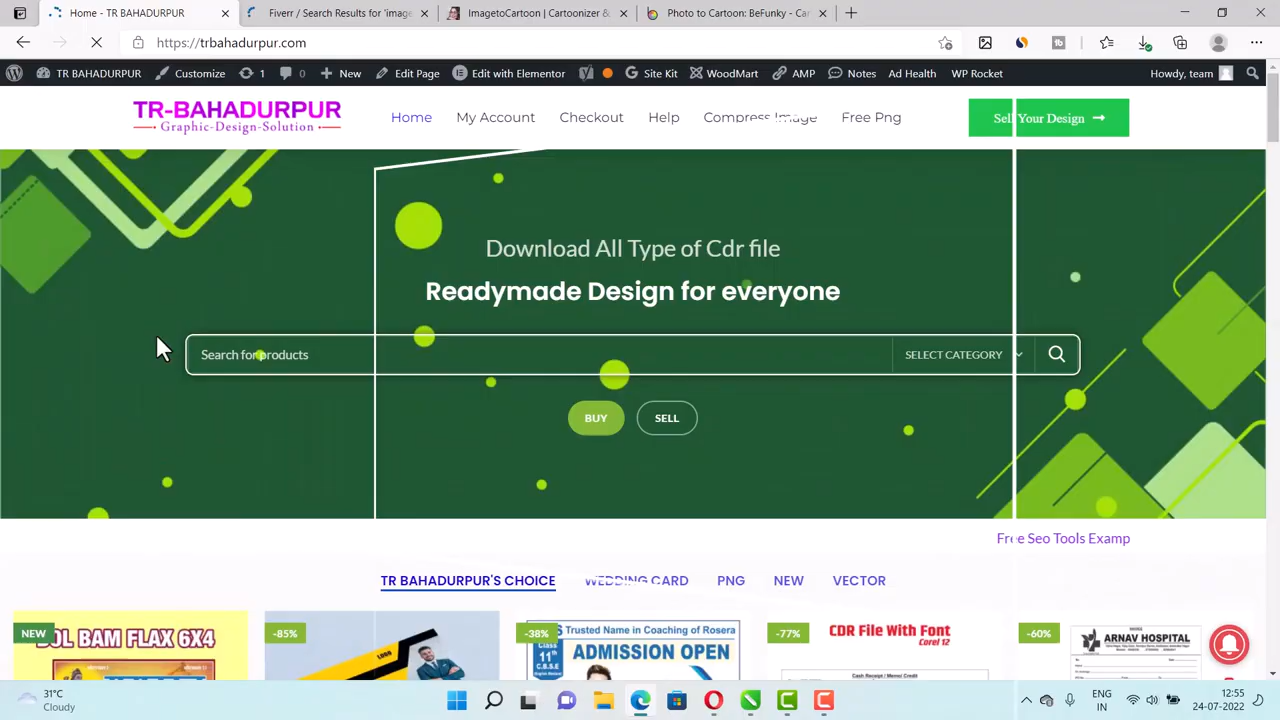 Home - TR BAHADURPUR
Fiverr / Search Results for 'image
ImagetoCartoon | Cartoonizer &
Photo to Cartoon: BeFunky - Car
https://trbahadurpur.com
TR BAHADURPUR
Customize
1
0
New
Edit Page
Edit with Elementor
Site Kit
WoodMart
AMP
Notes
Ad Health
WP Rocket
Howdy, team
TR-BAHADURPUR
Graphic-Design-Solution
Home
My Account
Checkout
Help
Compress Image
Free Png
Sell Your Design
Download All Type of Cdr file
Readymade Design for everyone
Search for products
SELECT CATEGORY
BUY
SELL
Free Seo Tools Examp
TR BAHADURPUR'S CHOICE
WEDDING CARD
PNG
NEW
VECTOR
NEW
BOL BAM FLAX 6X4
-85%
LOGO
-38%
Trusted Name in Coaching of Rosera
Class 11th
C.B.S.E
ADMISSION OPEN
-77%
CDR File With Font
Corel 12
Cash Receipt / Memo/ Credit
-60%
ARNAV HOSPITAL
31°C
Cloudy
ENG
IN
12:55
24-07-2022